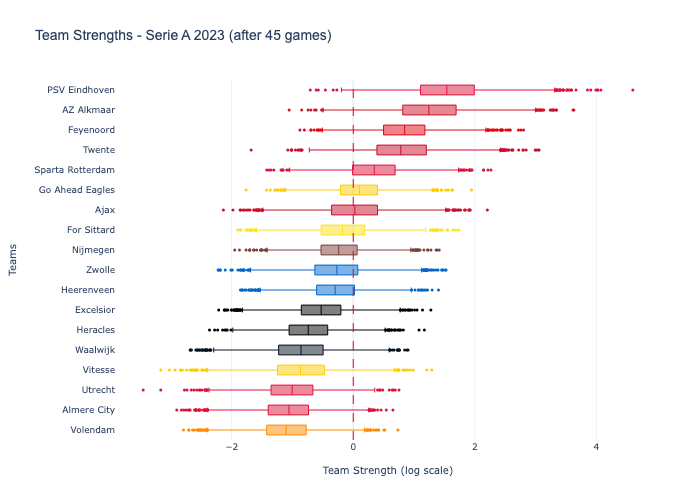 Team Strengths - Serie A 2023 (after 45 games)
PSV Eindhoven
AZ Alkmaar
Feyenoord
Twente
Sparta Rotterdam
Go Ahead Eagles
Ajax
For Sittard
Nijmegen
Zwolle
Heerenveen
Excelsior
Heracles
Waalwijk
Vitesse
Utrecht
Almere City
Volendam
Teams
−2 0 2 4
Team Strength (log scale)